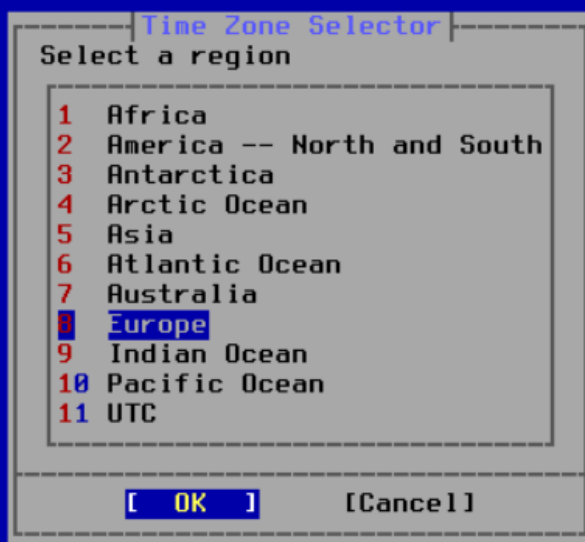 Time Zone Selector
Select a region
1 Africa
2 America -- North and South
3 Antarctica
4 Arctic Ocean
5 Asia
6 Atlantic Ocean
7 Australia
8 Europe
9 Indian Ocean
10 Pacific Ocean
11 UTC
[ OK ] [Cancel]